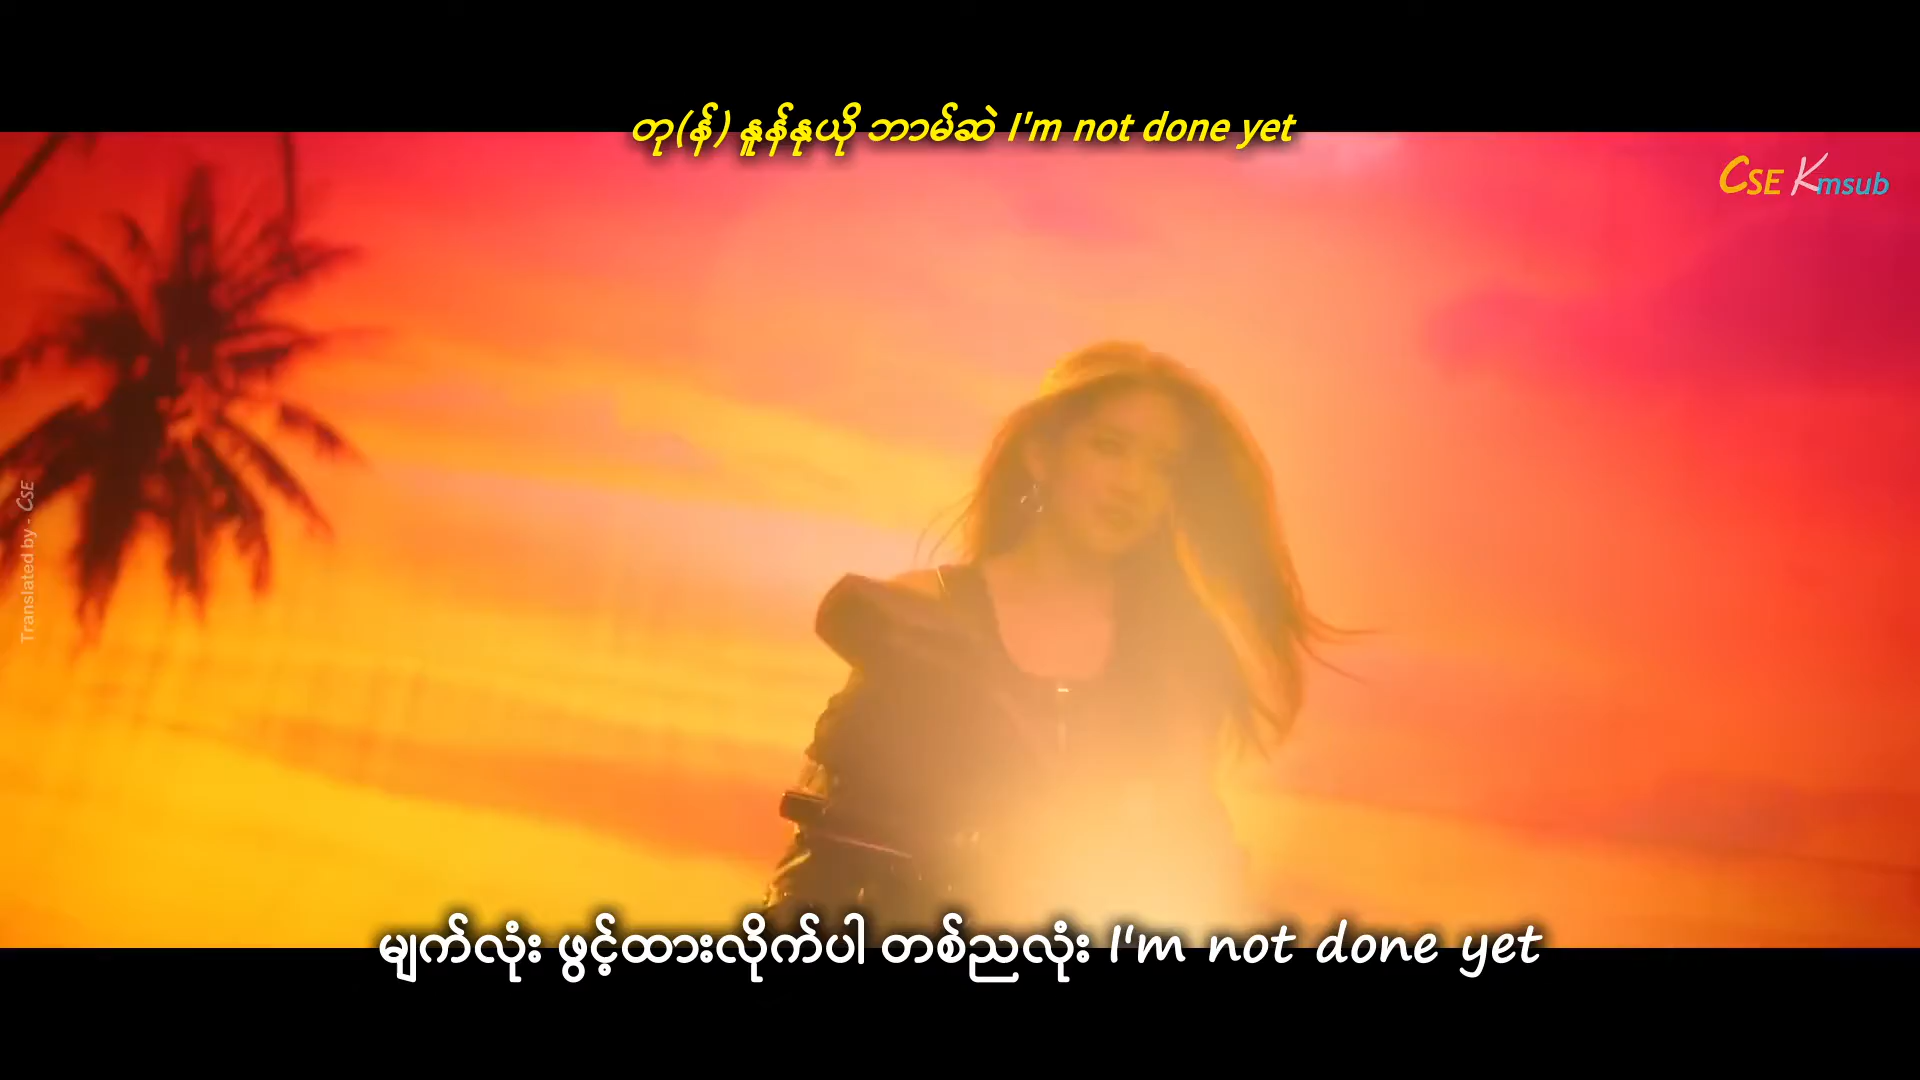 တု(န်) နူန်နုယို ဘာမ်ဆဲ I'm not done yet
CSE Kmsub
Translated by - CSE
မျက်လုံး ဖွင့်ထားလိုက်ပါ တစ်ညလုံး I'm not done yet